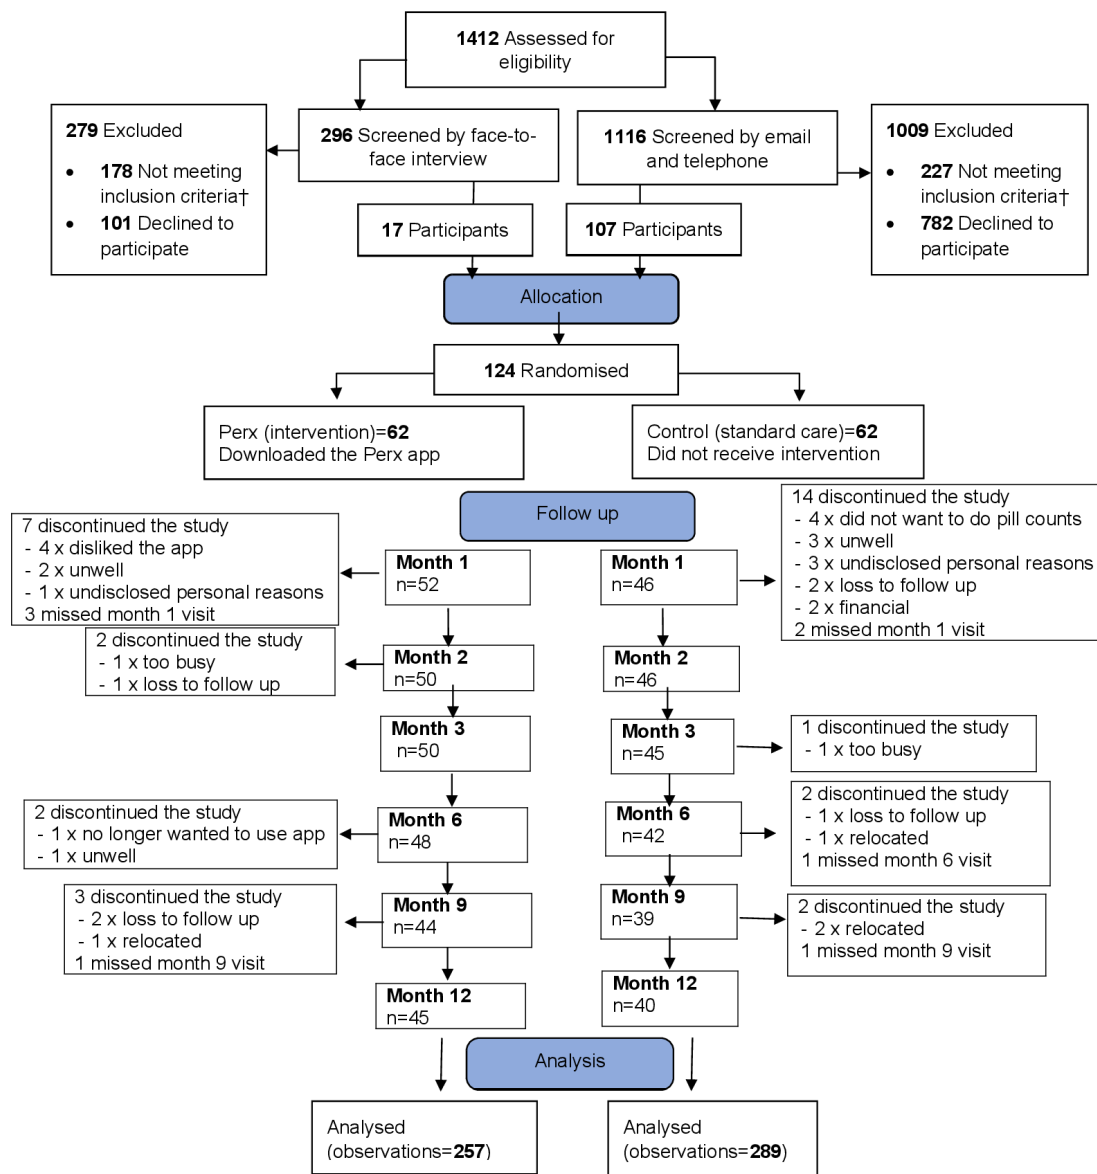 1412 Assessed for
eligibility
279 Excluded
• 178 Not meeting
inclusion criteria†
• 101 Declined to
participate
296 Screened by face-to-
face interview
1116 Screened by email
and telephone
1009 Excluded
• 227 Not meeting
inclusion criteria†
• 782 Declined to
participate
17 Participants
107 Participants
Allocation
124 Randomised
Perx (intervention)=62
Downloaded the Perx app
Control (standard care)=62
Did not receive intervention
Follow up
7 discontinued the study
- 4 x disliked the app
- 2 x unwell
- 1 x undisclosed personal reasons
3 missed month 1 visit
Month 1
n=52
Month 1
n=46
14 discontinued the study
- 4 x did not want to do pill counts
- 3 x unwell
- 3 x undisclosed personal reasons
- 2 x loss to follow up
- 2 x financial
2 missed month 1 visit
2 discontinued the study
- 1 x too busy
- 1 x loss to follow up
Month 2
n=50
Month 2
n=46
Month 3
n=50
Month 3
n=45
1 discontinued the study
- 1 x too busy
2 discontinued the study
- 1 x no longer wanted to use app
- 1 x unwell
Month 6
n=48
Month 6
n=42
2 discontinued the study
- 1 x loss to follow up
- 1 x relocated
1 missed month 6 visit
3 discontinued the study
- 2 x loss to follow up
- 1 x relocated
1 missed month 9 visit
Month 9
n=44
Month 9
n=39
2 discontinued the study
- 2 x relocated
1 missed month 9 visit
Month 12
n=45
Month 12
n=40
Analysis
Analysed
(observations=257)
Analysed
(observations=289)